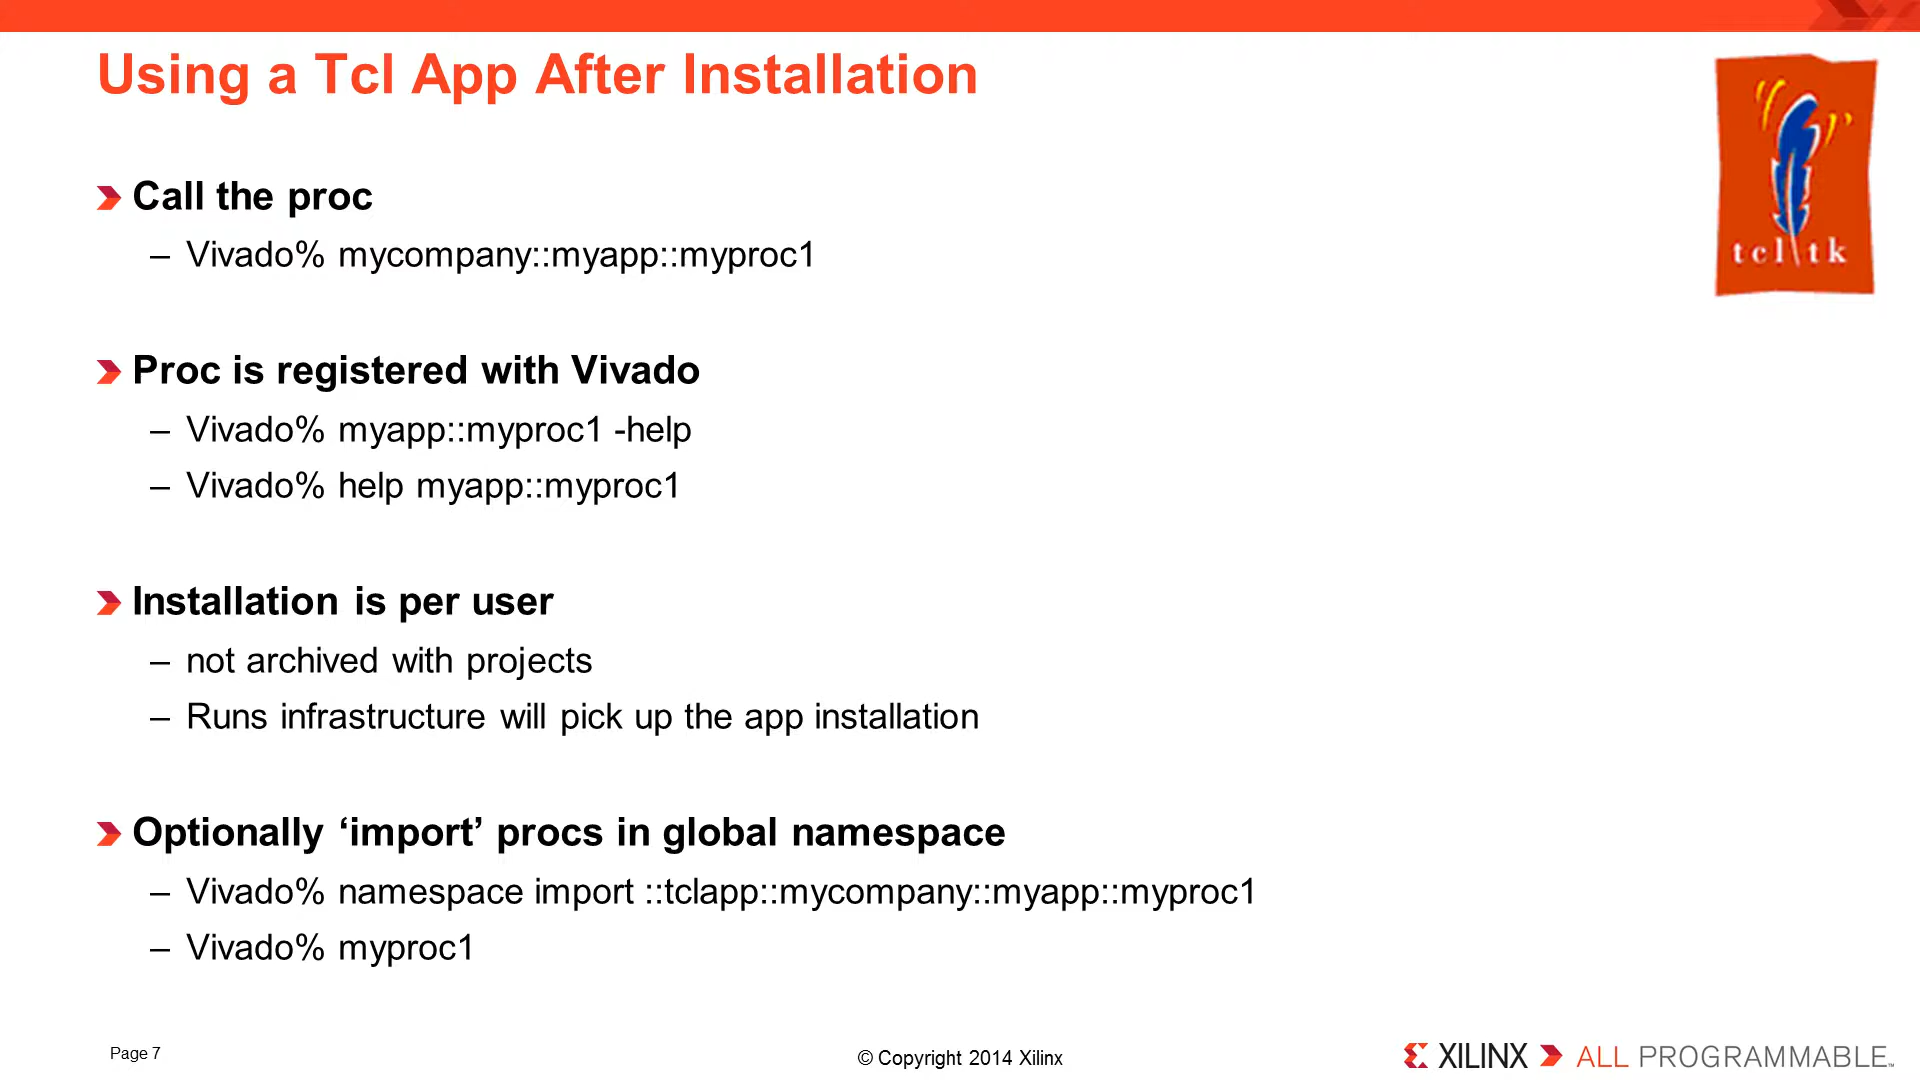 Using a Tcl App After Installation
tcl tk
Call the proc
– Vivado% mycompany::myapp::myproc1
Proc is registered with Vivado
– Vivado% myapp::myproc1 -help
– Vivado% help myapp::myproc1
Installation is per user
– not archived with projects
– Runs infrastructure will pick up the app installation
Optionally ‘import’ procs in global namespace
– Vivado% namespace import ::tclapp::mycompany::myapp::myproc1
– Vivado% myproc1
Page 7
© Copyright 2014 Xilinx
XILINX ALL PROGRAMMABLE™